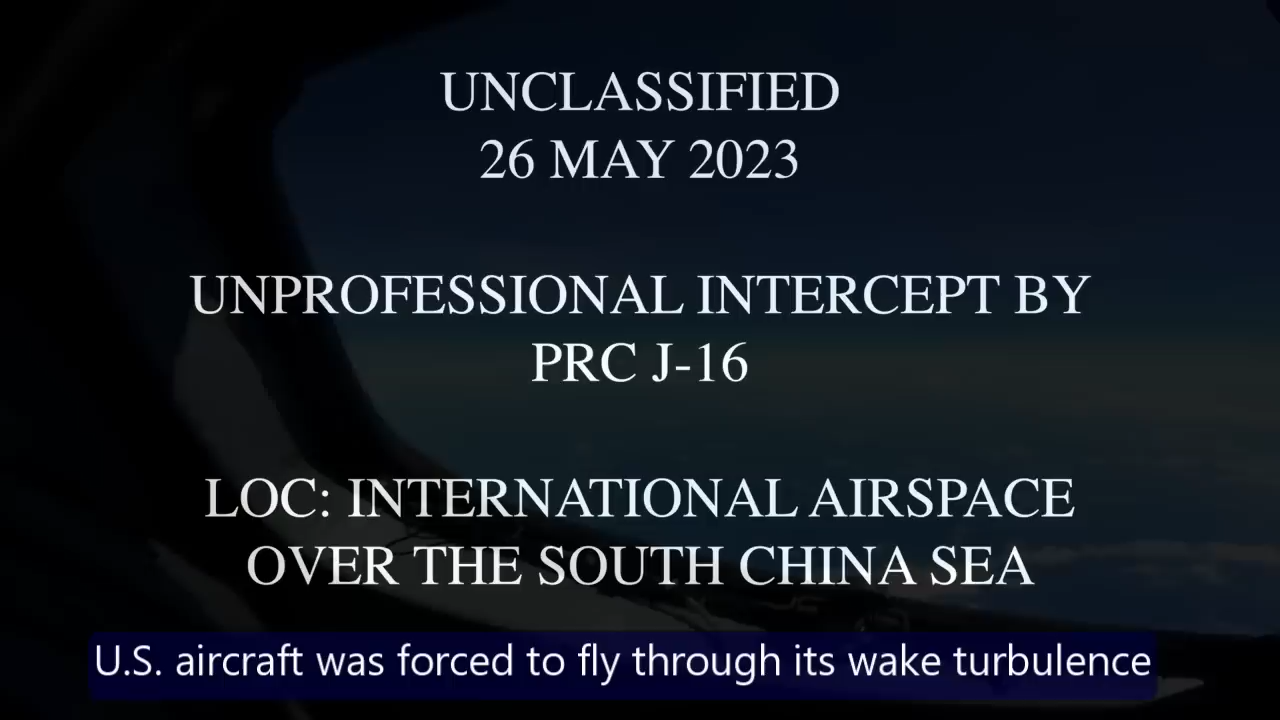 UNCLASSIFIED
26 MAY 2023
UNPROFESSIONAL INTERCEPT BY
PRC J-16
LOC: INTERNATIONAL AIRSPACE
OVER THE SOUTH CHINA SEA
U.S. aircraft was forced to fly through its wake turbulence